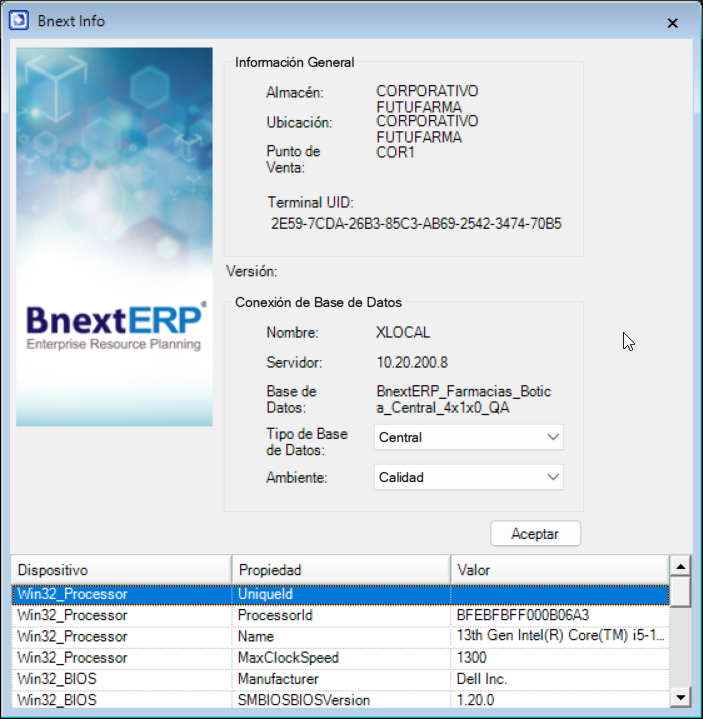 Bnext Info
BnextERP®
Enterprise Resource Planning
Información General
Almacén: CORPORATIVO
FUTUFARMA
Ubicación: CORPORATIVO
FUTUFARMA
Punto de COR1
Venta:
Terminal UID:
2E59-7CDA-26B3-85C3-AB69-2542-3474-70B5
Versión:
Conexión de Base de Datos
Nombre: XLOCAL
Servidor: 10.20.200.8
Base de BnextERP_Farmacias_Botic
Datos: a_Central_4x1x0_QA
Tipo de Base Central
de Datos:
Ambiente: Calidad
Aceptar
Dispositivo Propiedad Valor
Win32_Processor UniqueId
Win32_Processor ProcessorId BFEBFBFF000B06A3
Win32_Processor Name 13th Gen Intel(R) Core(TM) i5-1...
Win32_Processor MaxClockSpeed 1300
Win32_BIOS Manufacturer Dell Inc.
Win32_BIOS SMBIOSBIOSVersion 1.20.0